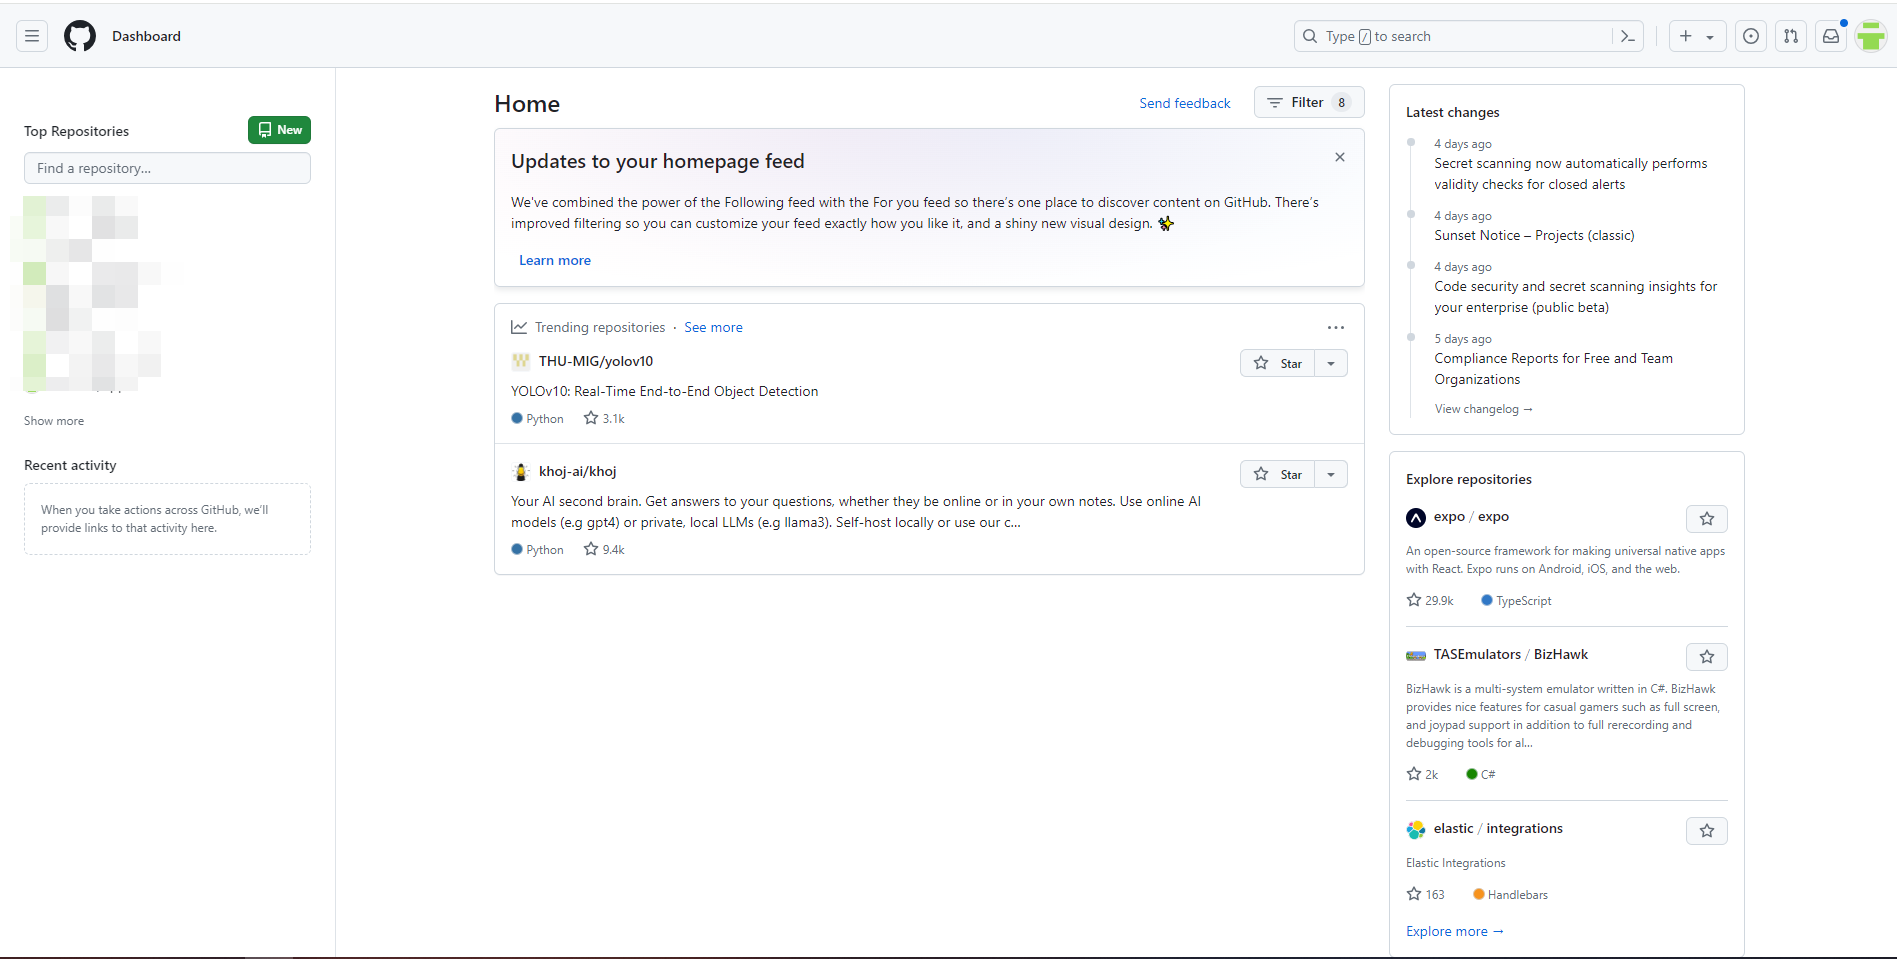 Dashboard
Type / to search
Top Repositories
New
Find a repository...
Show more
Recent activity
When you take actions across GitHub, we'll
provide links to that activity here.
Home
Send feedback
Filter 8
Updates to your homepage feed
We've combined the power of the Following feed with the For you feed so there's one place to discover content on GitHub. There's
improved filtering so you can customize your feed exactly how you like it, and a shiny new visual design. ✨
Learn more
Trending repositories · See more
THU-MIG/yolov10
Star
YOLOv10: Real-Time End-to-End Object Detection
Python 3.1k
khoj-ai/khoj
Star
Your AI second brain. Get answers to your questions, whether they be online or in your own notes. Use online AI
models (e.g gpt4) or private, local LLMs (e.g llama3). Self-host locally or use our c...
Python 9.4k
Latest changes
4 days ago
Secret scanning now automatically performs
validity checks for closed alerts
4 days ago
Sunset Notice – Projects (classic)
4 days ago
Code security and secret scanning insights for
your enterprise (public beta)
5 days ago
Compliance Reports for Free and Team
Organizations
View changelog →
Explore repositories
expo / expo
An open-source framework for making universal native apps
with React. Expo runs on Android, iOS, and the web.
29.9k TypeScript
TASEmulators / BizHawk
BizHawk is a multi-system emulator written in C#. BizHawk
provides nice features for casual gamers such as full screen,
and joypad support in addition to full rerecording and
debugging tools for al...
2k C#
elastic / integrations
Elastic Integrations
163 Handlebars
Explore more →